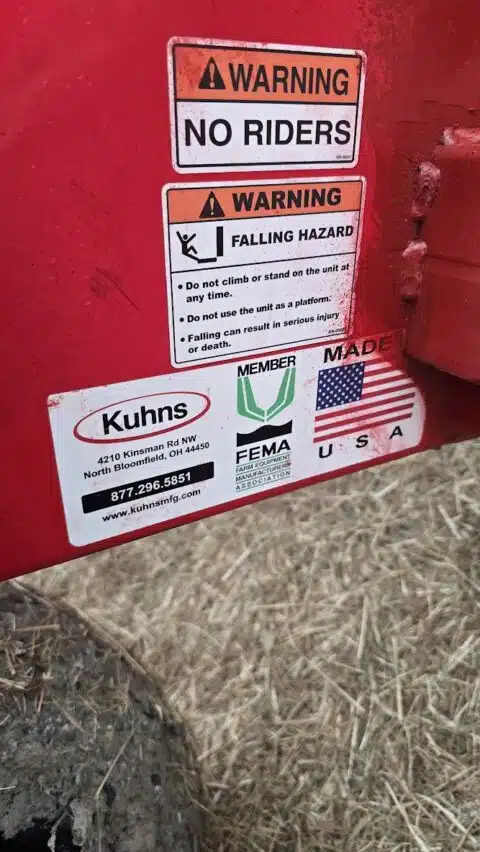 WARNING
NO RIDERS
WARNING
FALLING HAZARD
• Do not climb or stand on the unit at
any time.
• Do not use the unit as a platform.
• Falling can result in serious injury
or death.
Kuhns
4210 Kinsman Rd NW
North Bloomfield, OH 44450
877.296.5851
www.kuhnsmfg.com
MEMBER
FEMA
FARM EQUIPMENT
MANUFACTURERS
ASSOCIATION
MADE
USA